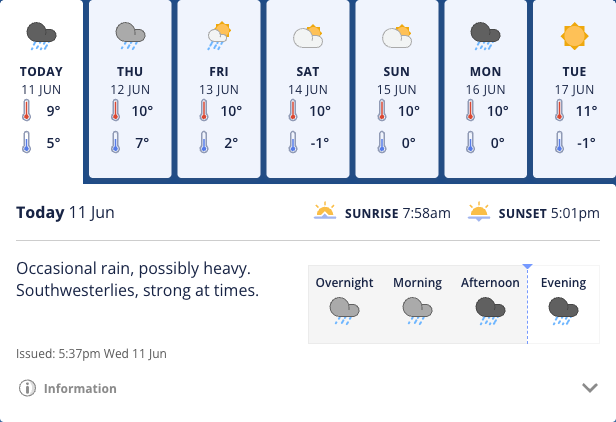 TODAY THU FRI SAT SUN MON TUE
11 JUN 12 JUN 13 JUN 14 JUN 15 JUN 16 JUN 17 JUN
9° 10° 10° 10° 10° 10° 11°
5° 7° 2° -1° 0° 0° -1°
Today 11 Jun SUNRISE 7:58am SUNSET 5:01pm
Occasional rain, possibly heavy.
Southwesterlies, strong at times.
Overnight Morning Afternoon Evening
Issued: 5:37pm Wed 11 Jun
Information